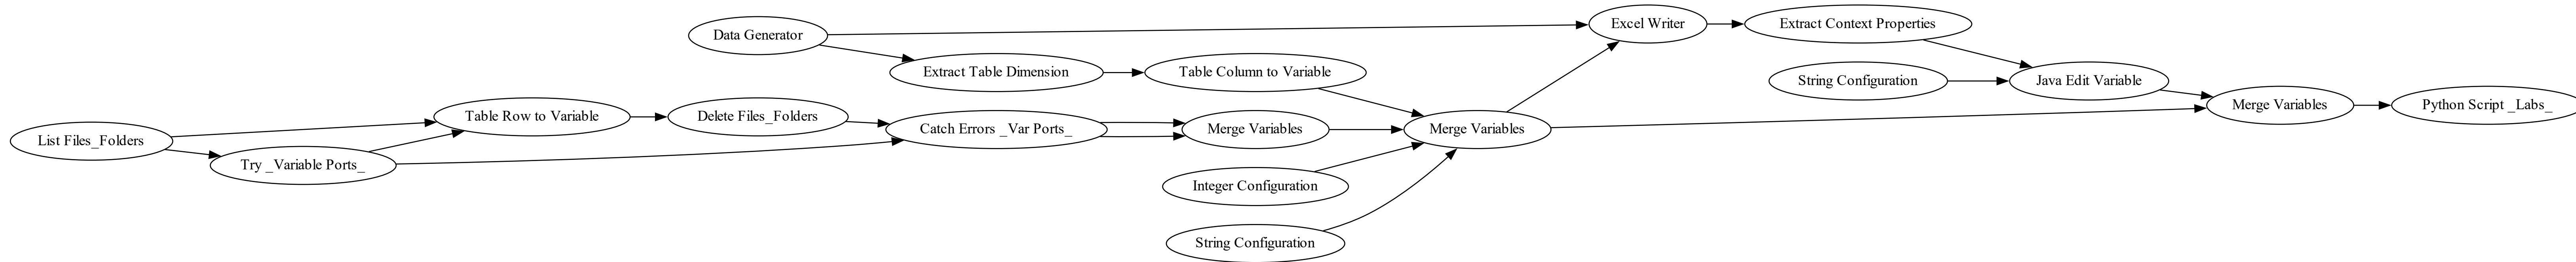 Data Generator
Excel Writer
Extract Context Properties
Extract Table Dimension
Table Column to Variable
String Configuration
Java Edit Variable
List Files_Folders
Table Row to Variable
Delete Files_Folders
Catch Errors _Var Ports_
Merge Variables
Merge Variables
Merge Variables
Python Script _Labs_
Try _Variable Ports_
Integer Configuration
String Configuration